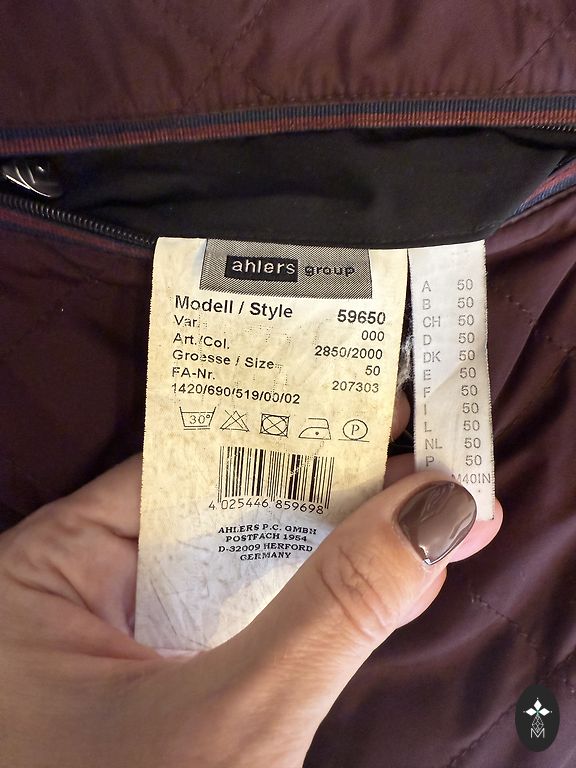 ahlers group
Modell / Style 59650
Var. 000
Art./Col. 2850/2000
Groesse / Size 50
FA-Nr. 207303
1420/690/519/00/02
30°
P
4 025446 859698
AHLERS P.C. GMBH
POSTFACH 1954
D-32009 HERFORD
GERMANY
A 50
B 50
CH 50
D 50
DK 50
E 50
F 50
I 50
L 50
NL 50
P 50
M40IN
M